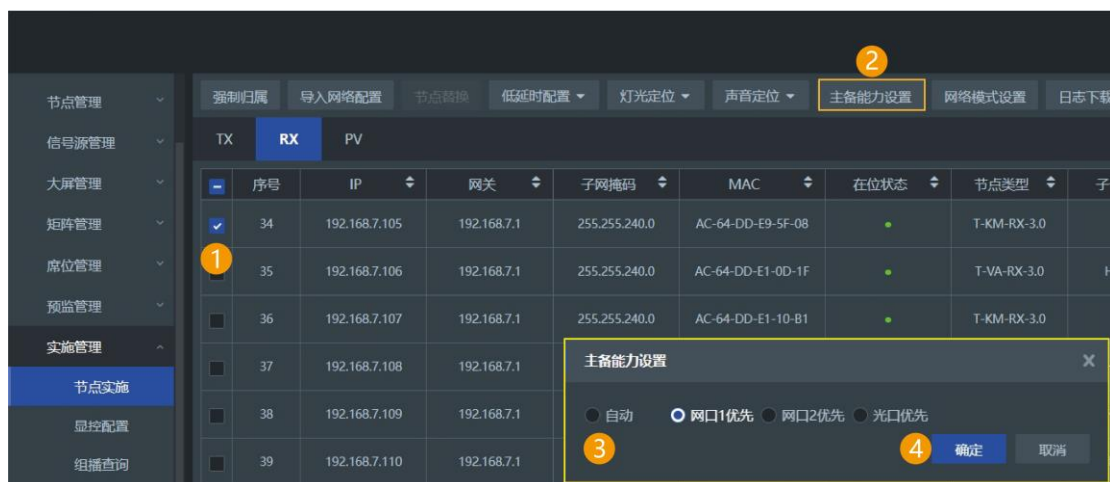 2
节点管理 强制归属 导入网络配置 节点替换 低延时配置 灯光定位 声音定位 主备能力设置 网络模式设置 日志下载
信号源管理 TX RX PV
大屏管理 序号 IP 网关 子网掩码 MAC 在位状态 节点类型 子
矩阵管理 34 192.168.7.105 192.168.7.1 255.255.240.0 AC-64-DD-E9-5F-08 T-KM-RX-3.0
1
席位管理 35 192.168.7.106 192.168.7.1 255.255.240.0 AC-64-DD-E1-0D-1F T-VA-RX-3.0 H
预监管理 36 192.168.7.107 192.168.7.1 255.255.240.0 AC-64-DD-E1-10-B1 T-KM-RX-3.0
实施管理 37 192.168.7.108 192.168.7.1 主备能力设置 X
节点实施
显控配置 38 192.168.7.109 192.168.7.1 自动 网口1优先 网口2优先 光口优先
组播查询 39 192.168.7.110 192.168.7.1 3 4 确定 取消